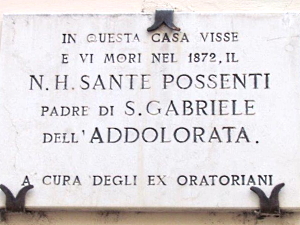 IN QUESTA CASA VISSE
E VI MORÌ NEL 1872, IL
N.H. SANTE POSSENTI
PADRE DI S. GABRIELE
DELL'ADDOLORATA.
A CURA DEGLI EX ORATORIANI